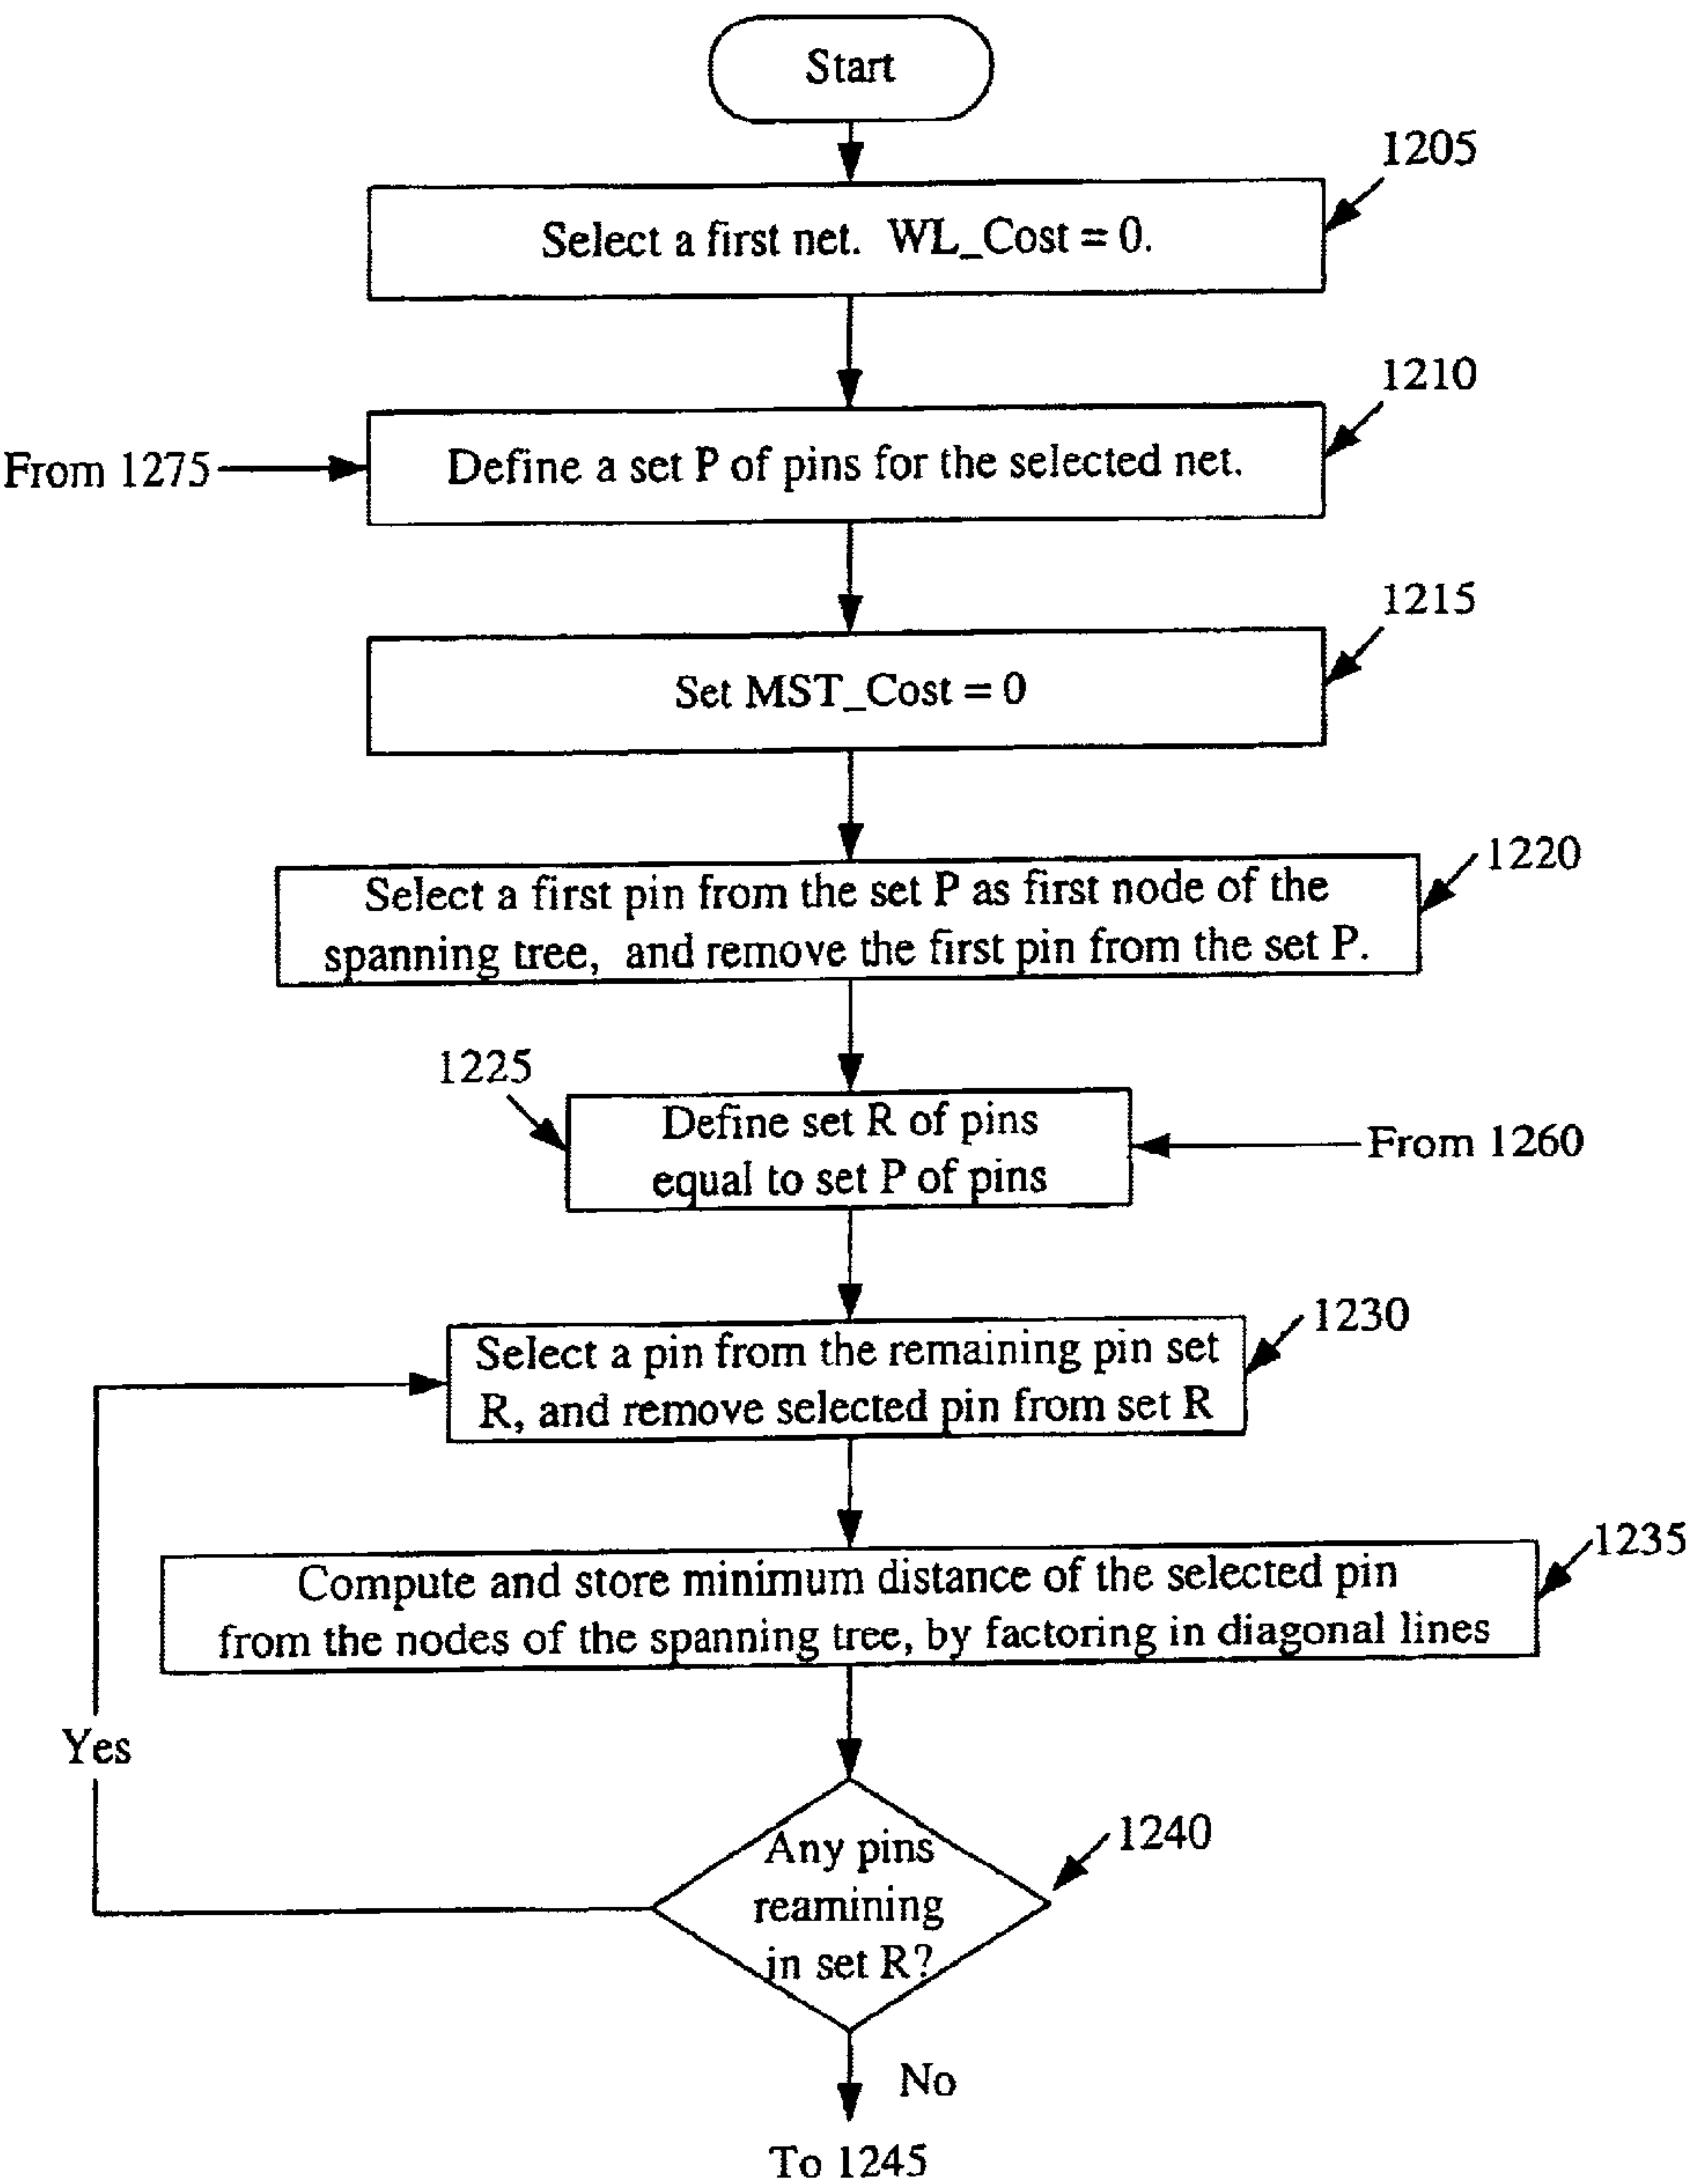 Start
1205
Select a first net. WL_Cost = 0.
1210
From 1275
Define a set P of pins for the selected net.
1215
Set MST_Cost = 0
1220
Select a first pin from the set P as first node of the
spanning tree, and remove the first pin from the set P.
1225
Define set R of pins
equal to set P of pins
From 1260
1230
Select a pin from the remaining pin set
R, and remove selected pin from set R
1235
Compute and store minimum distance of the selected pin
from the nodes of the spanning tree, by factoring in diagonal lines
Yes
1240
Any pins
reamining
in set R?
No
To 1245